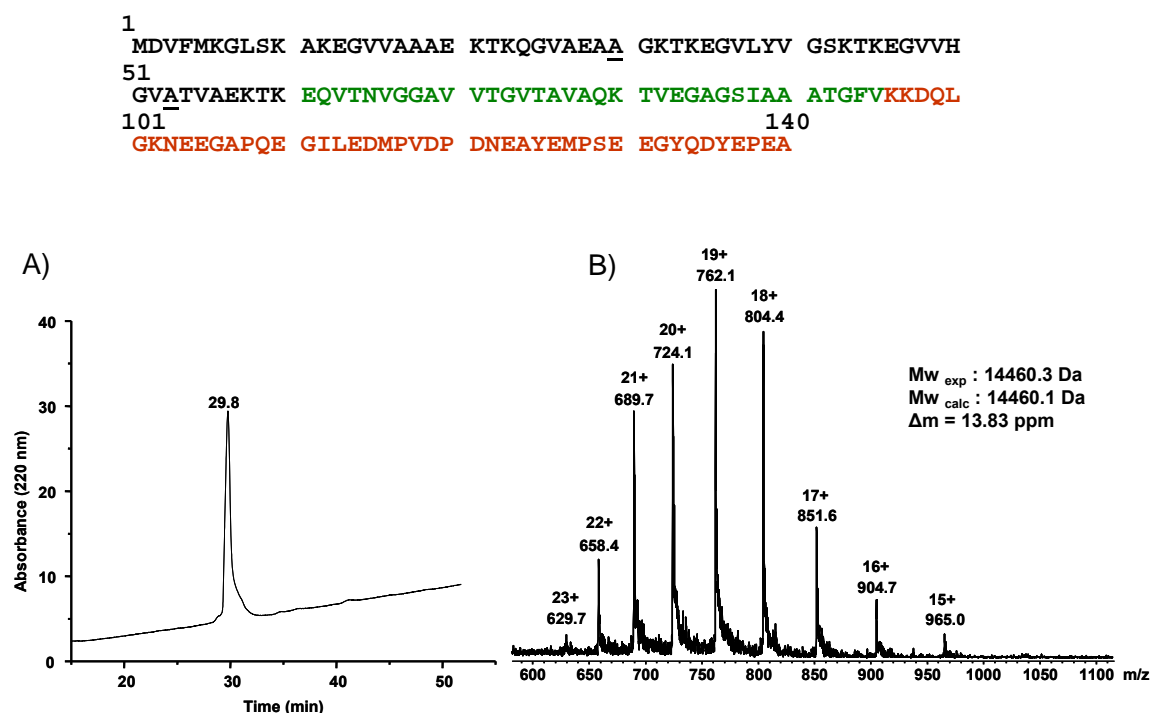 1
MDVFMKGLSK AKEGVVAAAE KTKQGVAEAA GKTKEGVLYV GSKTKEGVVH
51
GVATVAEKTK EQVTNVGGAV VTGVTAVAQK TVEGAGSIAA ATGFVKKDQL
101 140
GKNEEGAPQE GILEDMPVDP DNEAYEMPSE EGYQDYEPEA
A)
40
30
20
10
0
Absorbance (220 nm)
29.8
20 30 40 50
Time (min)
B)
23+
629.7
22+
658.4
21+
689.7
20+
724.1
19+
762.1
18+
804.4
17+
851.6
16+
904.7
15+
965.0
Mw exp : 14460.3 Da
Mw calc : 14460.1 Da
Δm = 13.83 ppm
600 650 700 750 800 850 900 950 1000 1050 1100 m/z